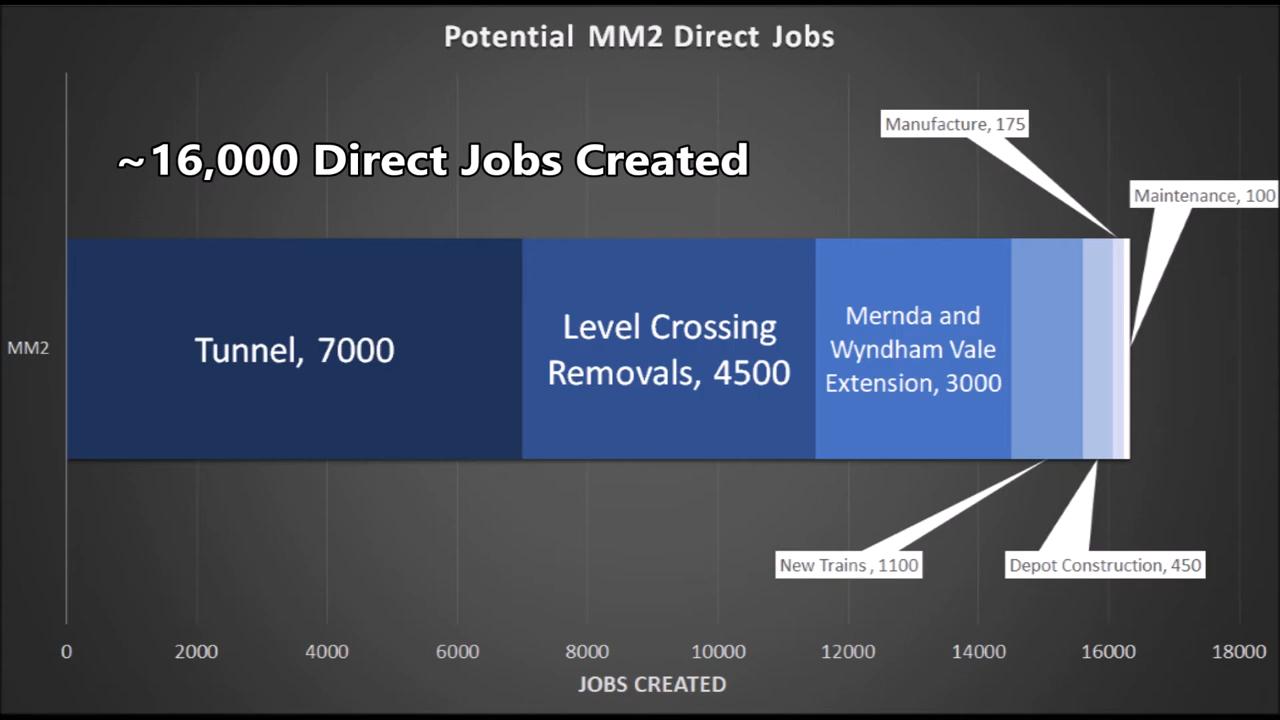 Potential MM2 Direct Jobs
~16,000 Direct Jobs Created
Manufacture, 175
Maintenance, 100
MM2
Tunnel, 7000
Level Crossing
Removals, 4500
Mernda and
Wyndham Vale
Extension, 3000
New Trains , 1100
Depot Construction, 450
0 2000 4000 6000 8000 10000 12000 14000 16000 18000
JOBS CREATED